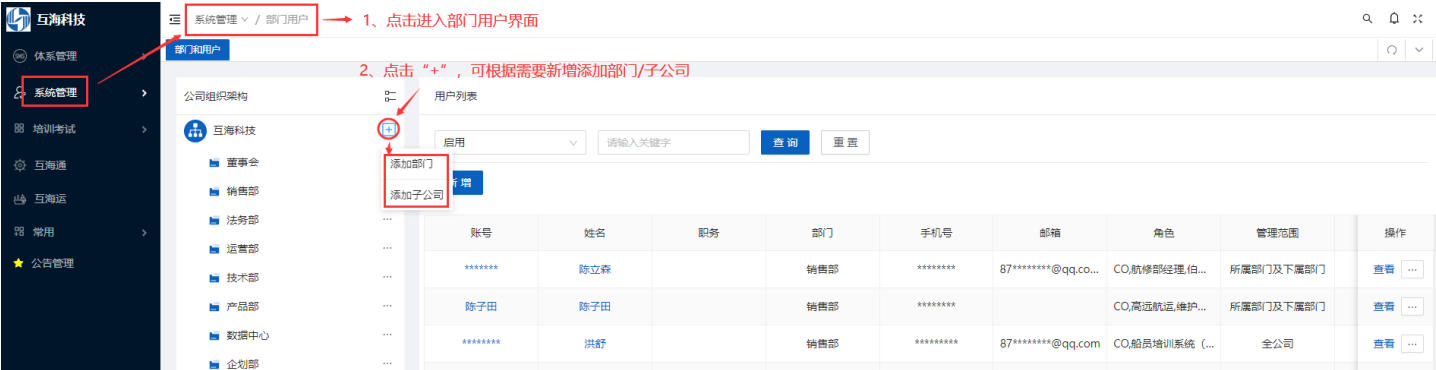 互海科技
系统管理 / 部门用户
1、点击进入部门用户界面
SMS 体系管理
部门和用户
2、点击“+”，可根据需要新增添加部门/子公司
系统管理
公司组织架构
用户列表
培训考试
互海科技
启用
请输入关键字
查 询
重 置
互海通
董事会
添加部门
互海运
销售部
添加子公司
新 增
常用
法务部 ...
账号 姓名 职务 部门 手机号 邮箱 角色 管理范围 操作
运营部 ...
公告管理
******* 陈立森 销售部 ******** 87********@qq.co... CO,航修部经理,伯... 所属部门及下属部门 查看 ...
技术部 ...
产品部 ...
陈子田 陈子田 销售部 ******** CO,高远航运,维护... 所属部门及下属部门 查看 ...
数据中心 ...
******** 洪舒 销售部 ********* 87********@qq.com CO,船员培训系统（... 全公司 查看 ...
企划部 ...